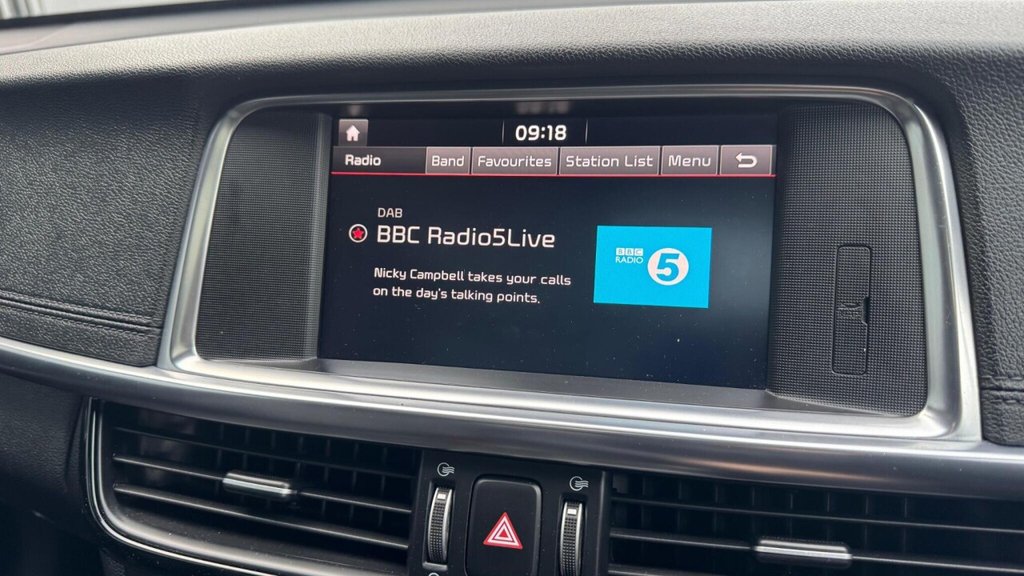 09:18
Radio Band Favourites Station List Menu
DAB
BBC Radio5Live
Nicky Campbell takes your calls
on the day's talking points.
BBC
RADIO 5